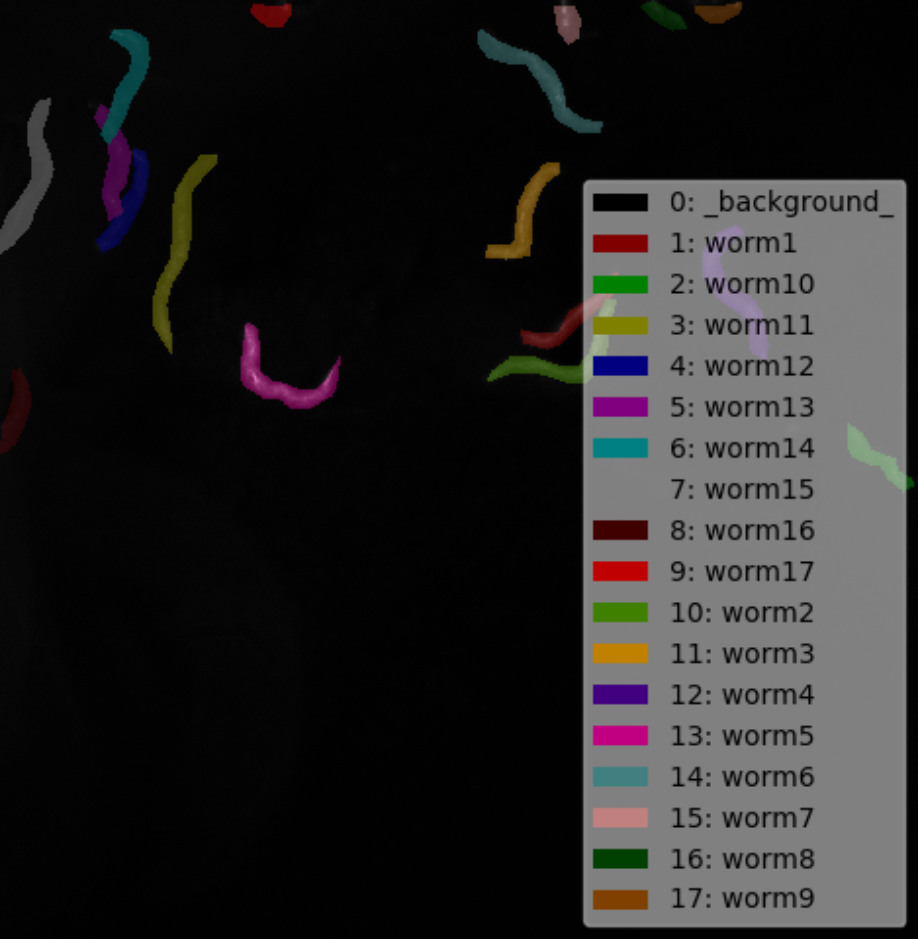 0: _background_
1: worm1
2: worm10
3: worm11
4: worm12
5: worm13
6: worm14
7: worm15
8: worm16
9: worm17
10: worm2
11: worm3
12: worm4
13: worm5
14: worm6
15: worm7
16: worm8
17: worm9